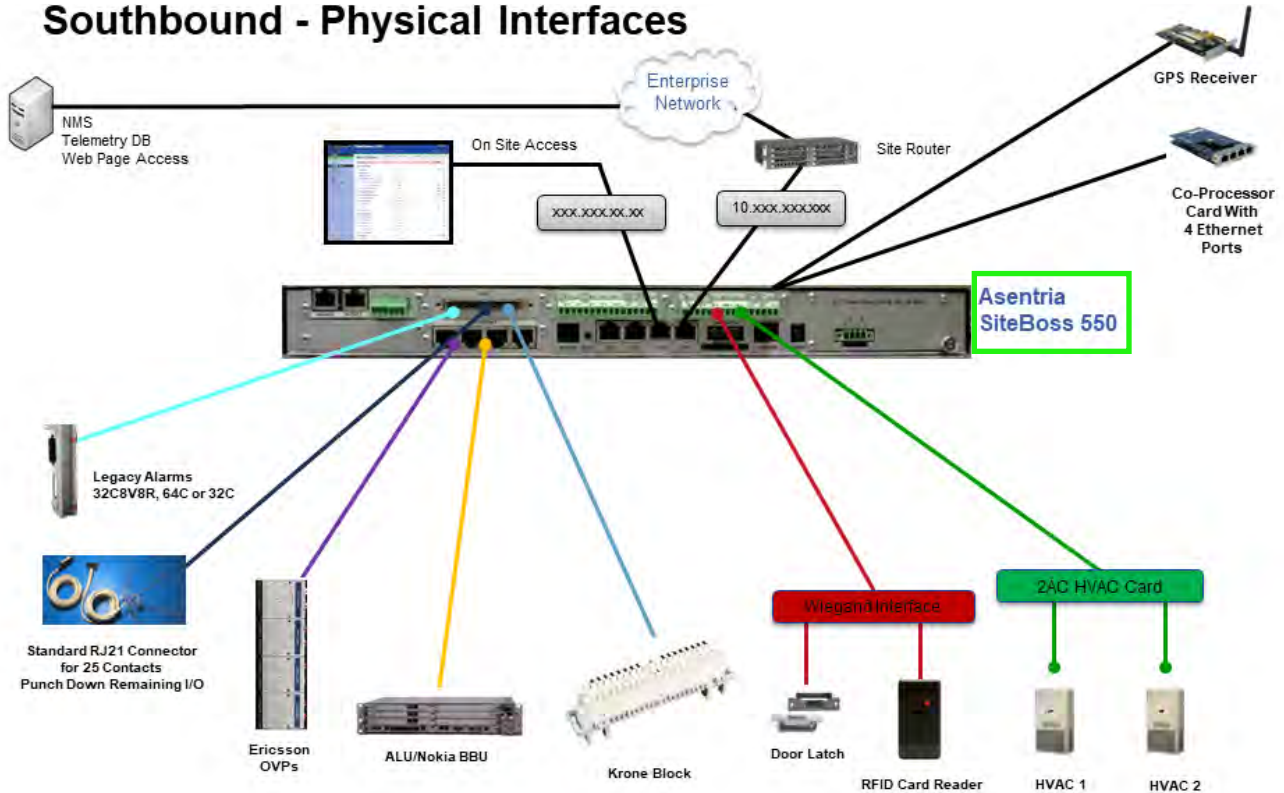 Southbound - Physical Interfaces
NMS
Telemetry DB
Web Page Access
Enterprise
Network
On Site Access
Site Router
GPS Receiver
Co-Processor
Card With
4 Ethernet
Ports
xxx.xxx.xx.xx
10.xxx.xxx.xxx
Asentria
SiteBoss 550
Legacy Alarms
32C8V8R, 64C or 32C
Standard RJ21 Connector
for 25 Contacts
Punch Down Remaining I/O
Ericsson
OVPs
ALU/Nokia BBU
Krone Block
Wiegand Interface
Door Latch
RFID Card Reader
2AC HVAC Card
HVAC 1
HVAC 2